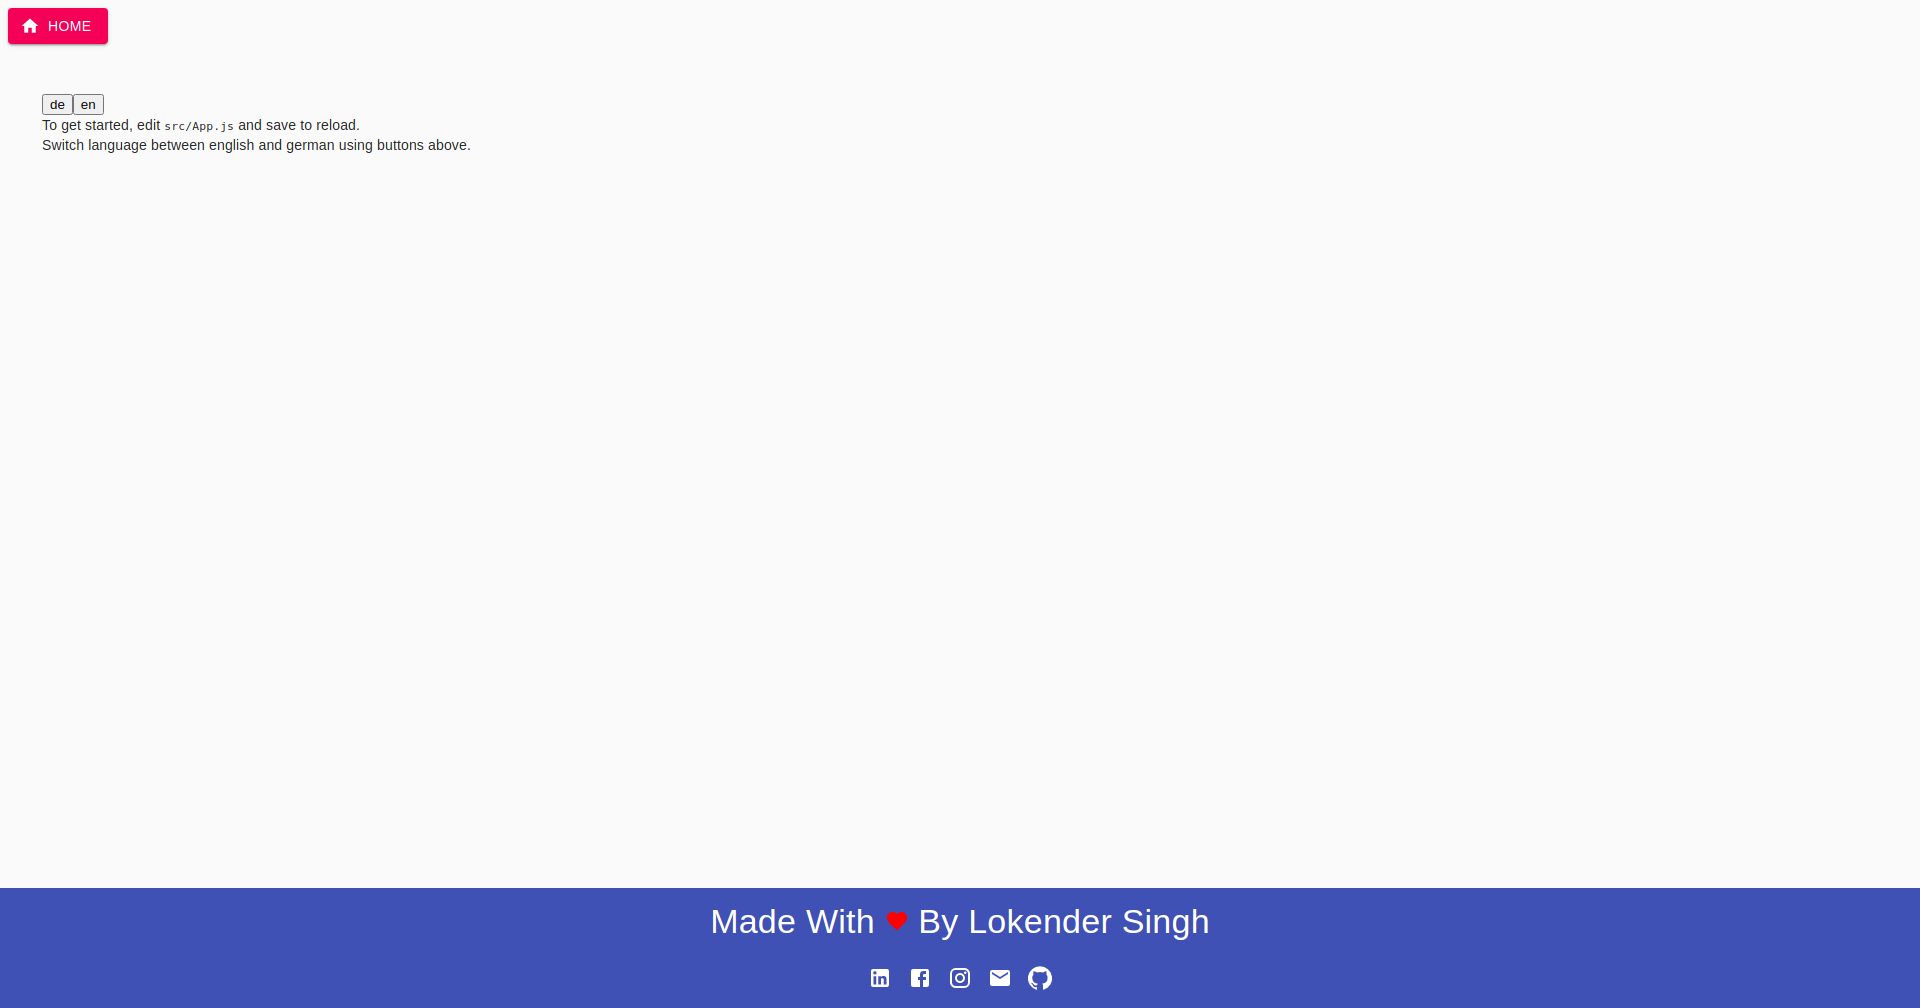 HOME
de en
To get started, edit src/App.js and save to reload.
Switch language between english and german using buttons above.
Made With By Lokender Singh